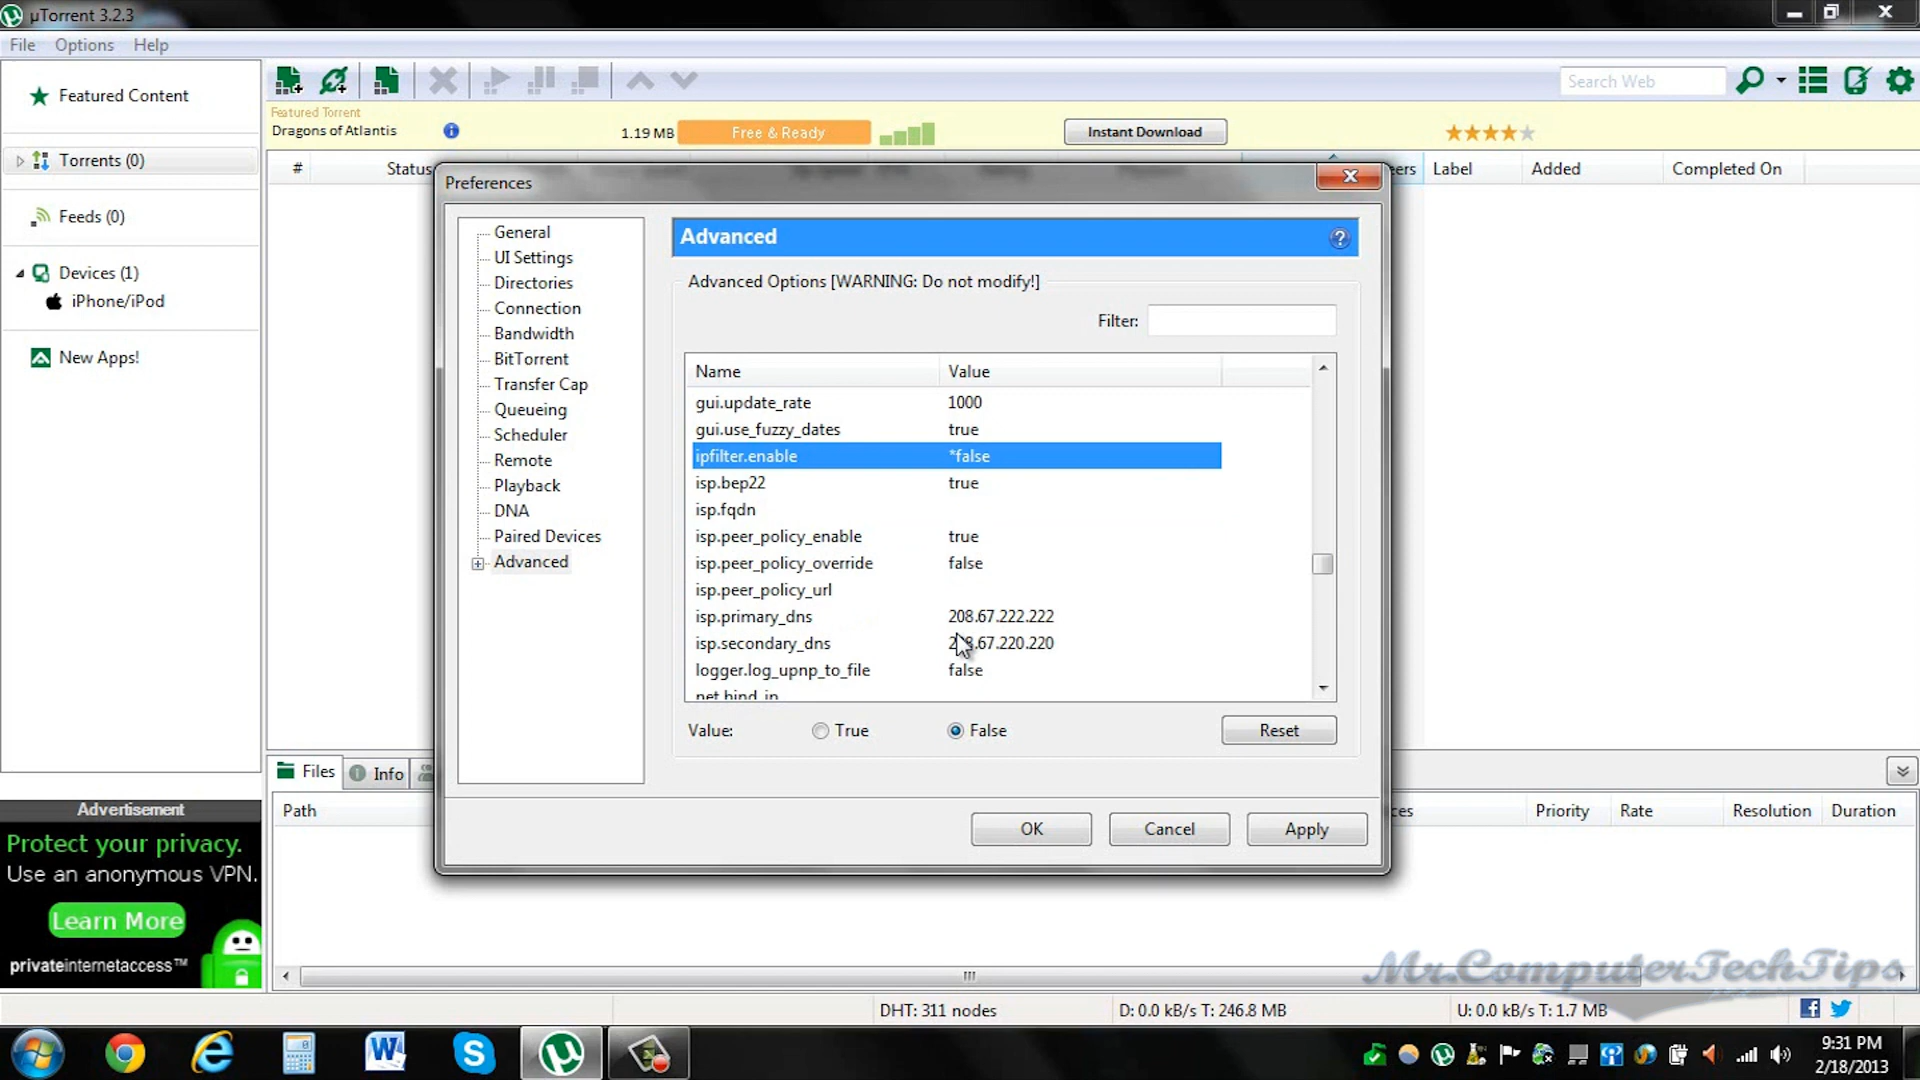 µTorrent 3.2.3
File Options Help
Featured Content
Torrents (0)
Feeds (0)
Devices (1)
iPhone/iPod
New Apps!
Search Web
Featured Torrent
Dragons of Atlantis
1.19 MB
Free & Ready
Instant Download
# Status
Label Added Completed On
Preferences
General
UI Settings
Directories
Connection
Bandwidth
BitTorrent
Transfer Cap
Queueing
Scheduler
Remote
Playback
DNA
Paired Devices
Advanced
Advanced
Advanced Options [WARNING: Do not modify!]
Filter:
Name Value
gui.update_rate 1000
gui.use_fuzzy_dates true
ipfilter.enable *false
isp.bep22 true
isp.fqdn
isp.peer_policy_enable true
isp.peer_policy_override false
isp.peer_policy_url
isp.primary_dns 208.67.222.222
isp.secondary_dns 208.67.220.220
logger.log_upnp_to_file false
net.bind_ip
Value: True False Reset
OK Cancel Apply
Files Info
Path
Priority Rate Resolution Duration
Advertisement
Protect your privacy.
Use an anonymous VPN.
Learn More
privateinternetaccess™
Mr.ComputerTechTips
DHT: 311 nodes
D: 0.0 kB/s T: 246.8 MB
U: 0.0 kB/s T: 1.7 MB
9:31 PM
2/18/2013